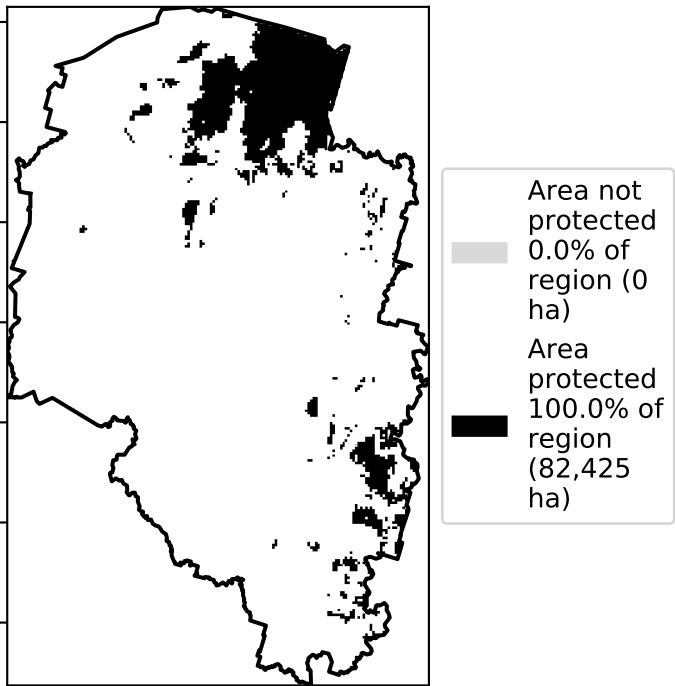 Area not
protected
0.0% of
region (0
ha)
Area
protected
100.0% of
region
(82,425
ha)